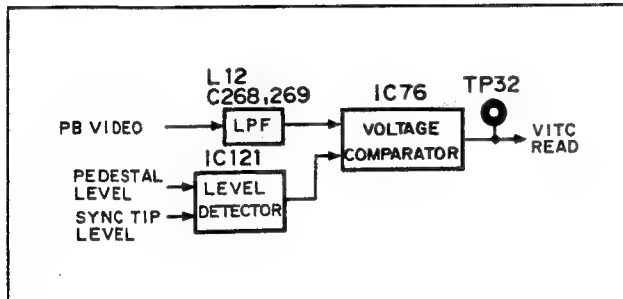 L12
C268,269
IC76
TP32
PB VIDEO
LPF
VOLTAGE
COMPARATOR
VITC
READ
IC121
PEDESTAL
LEVEL
SYNC TIP
LEVEL
LEVEL
DETECTOR